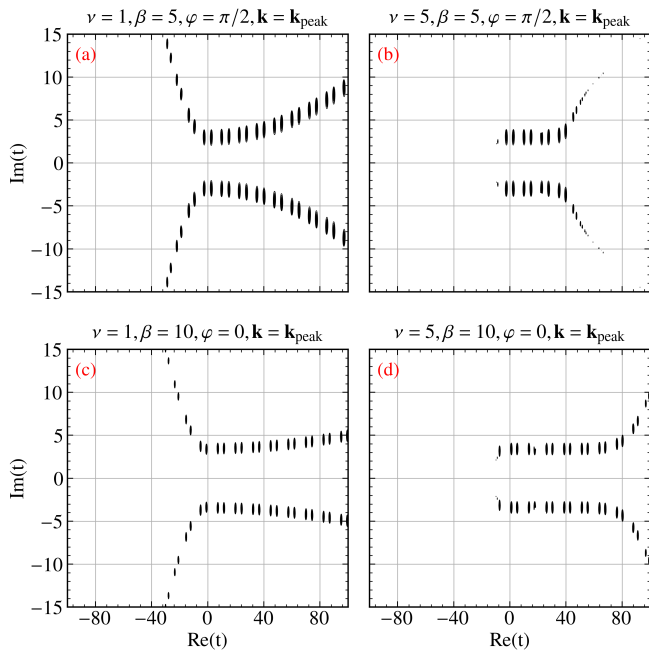 ν = 1, β = 5, φ = π/2, k = k_peak
ν = 5, β = 5, φ = π/2, k = k_peak
(a)
(b)
15
10
5
0
−5
−10
−15
Im(t)
ν = 1, β = 10, φ = 0, k = k_peak
ν = 5, β = 10, φ = 0, k = k_peak
(c)
(d)
15
10
5
0
−5
−10
−15
Im(t)
−80 −40 0 40 80
−80 −40 0 40 80
Re(t)
Re(t)